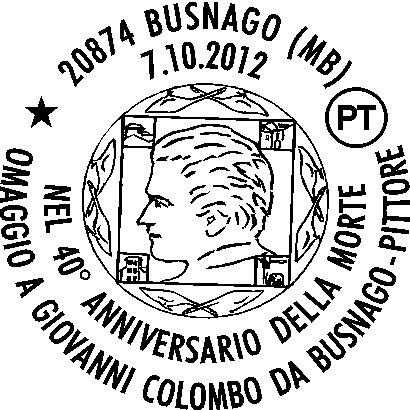 20874 BUSNAGO (MB)
7.10.2012
PT
NEL 40° ANNIVERSARIO DELLA MORTE
OMAGGIO A GIOVANNI COLOMBO DA BUSNAGO-PITTORE